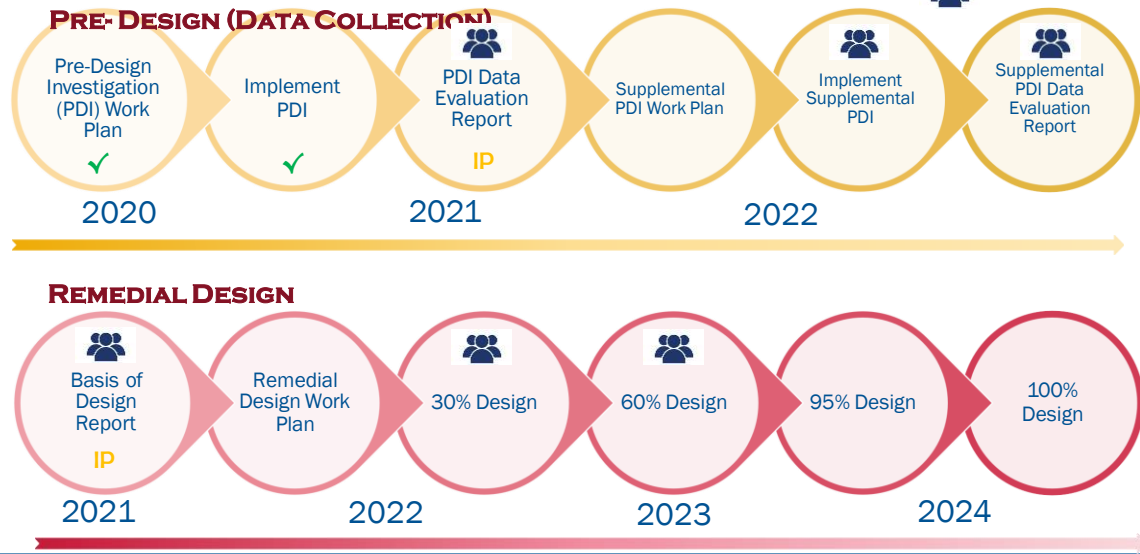 PRE- DESIGN (DATA COLLECTION)
Pre-Design
Investigation
(PDI) Work
Plan
✓
Implement
PDI
✓
PDI Data
Evaluation
Report
IP
Supplemental
PDI Work Plan
Implement
Supplemental
PDI
Supplemental
PDI Data
Evaluation
Report
2020
2021
2022
REMEDIAL DESIGN
Basis of
Design
Report
IP
Remedial
Design Work
Plan
30% Design
60% Design
95% Design
100%
Design
2021
2022
2023
2024